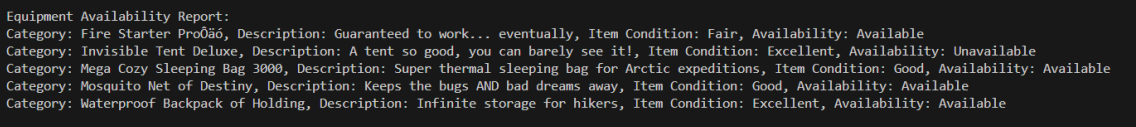 Equipment Availability Report:
Category: Fire Starter ProÔäó, Description: Guaranteed to work... eventually, Item Condition: Fair, Availability: Available
Category: Invisible Tent Deluxe, Description: A tent so good, you can barely see it!, Item Condition: Excellent, Availability: Unavailable
Category: Mega Cozy Sleeping Bag 3000, Description: Super thermal sleeping bag for Arctic expeditions, Item Condition: Good, Availability: Available
Category: Mosquito Net of Destiny, Description: Keeps the bugs AND bad dreams away, Item Condition: Good, Availability: Available
Category: Waterproof Backpack of Holding, Description: Infinite storage for hikers, Item Condition: Excellent, Availability: Available